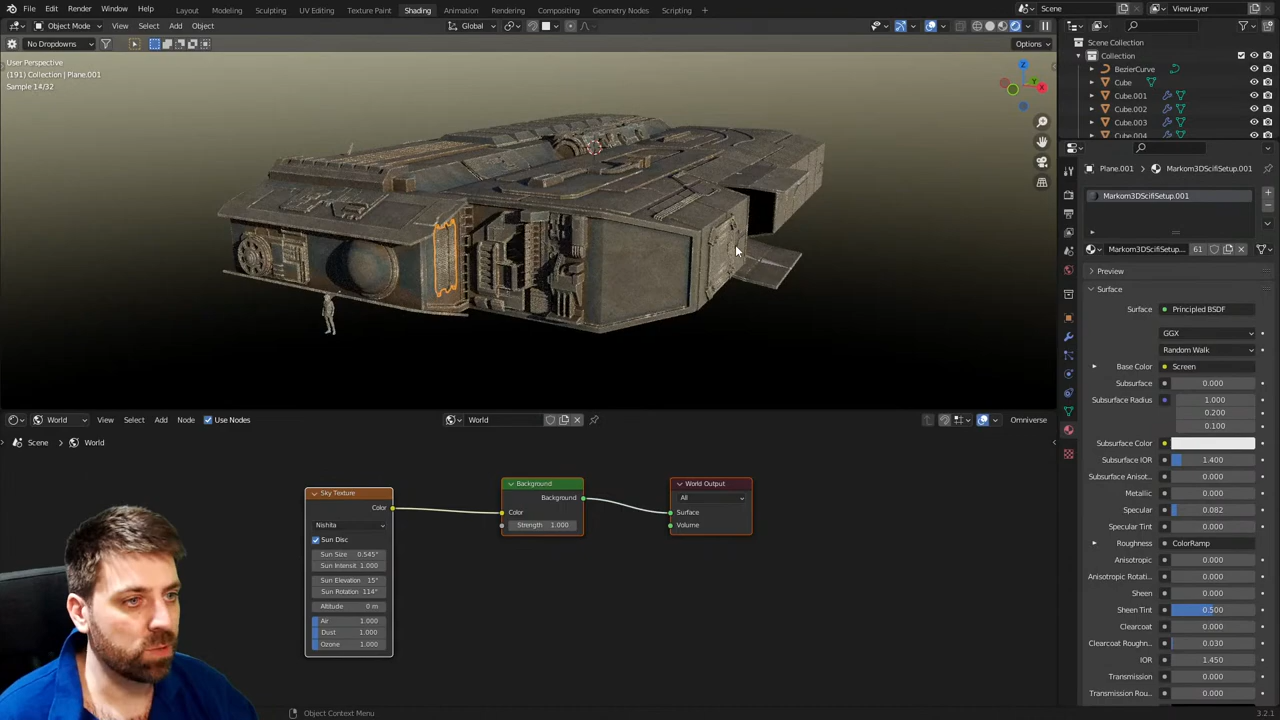 File Edit Render Window Help Layout Modeling Sculpting UV Editing Texture Paint Shading Animation Rendering Compositing Geometry Nodes Scripting Scene ViewLayer
Object Mode View Select Add Object Global
No Dropdowns Options
User Perspective
(191) Collection | Plane.001
Sample 14/32
Z
X
Scene Collection
Collection
BezierCurve
Cube
Cube.001
Cube.002
Cube.003
Cube.004
Plane.001 Markom3DScifiSetup.001
Markom3DScifiSetup.001
Markom3DScifiSetup... 61
Preview
Surface
Surface Principled BSDF
GGX
Random Walk
Base Color Screen
Subsurface 0.000
Subsurface Radius 1.000
0.200
0.100
Subsurface Color
Subsurface IOR 1.400
Subsurface Anisot... 0.000
Metallic 0.000
Specular 0.082
Specular Tint 0.000
Roughness ColorRamp
Anisotropic 0.000
Anisotropic Rotati... 0.000
Sheen 0.000
Sheen Tint 0.500
Clearcoat 0.000
Clearcoat Roughn... 0.030
IOR 1.450
Transmission 0.000
Transmission Rou... 0.000
World View Select Add Node Use Nodes World Omniverse
Scene > World
Sky Texture
Color
Nishita
Sun Disc
Sun Size 0.545°
Sun Intensit 1.000
Sun Elevation 15°
Sun Rotation 114°
Altitude 0 m
Air 1.000
Dust 1.000
Ozone 1.000
Background
Background
Color
Strength 1.000
World Output
All
Surface
Volume
Object Context Menu
3.2.1